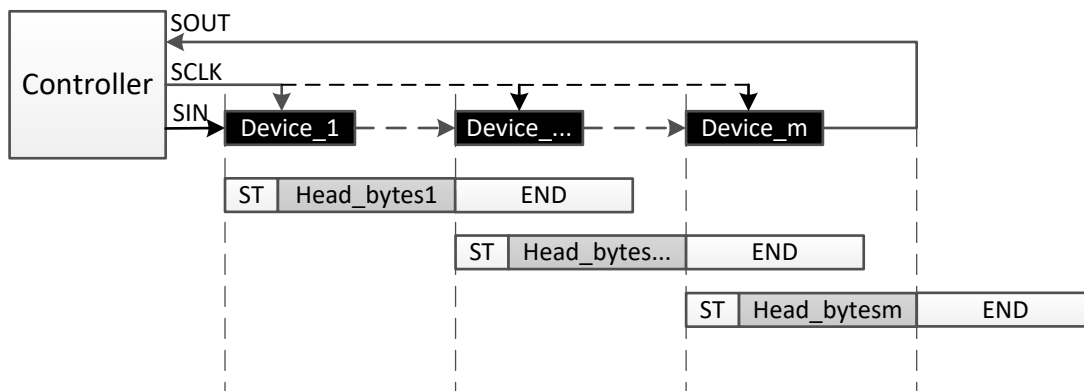 SOUT
Controller
SCLK
SIN
Device_1
Device_...
Device_m
ST Head_bytes1 END
ST Head_bytes... END
ST Head_bytesm END